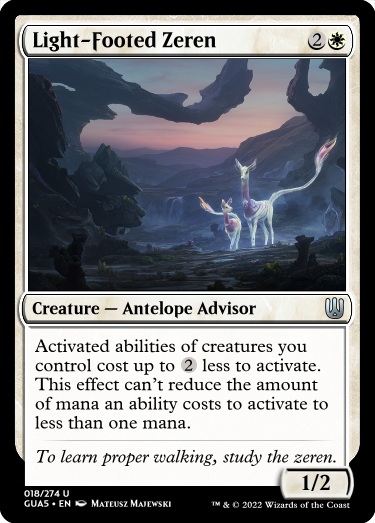 Light-Footed Zeren 2
Creature — Antelope Advisor
Activated abilities of creatures you
control cost up to 2 less to activate.
This effect can't reduce the amount
of mana an ability costs to activate to
less than one mana.
To learn proper walking, study the zeren.
1/2
018/274 U
GUA5 • EN Mateusz Majewski
™ & © 2022 Wizards of the Coast